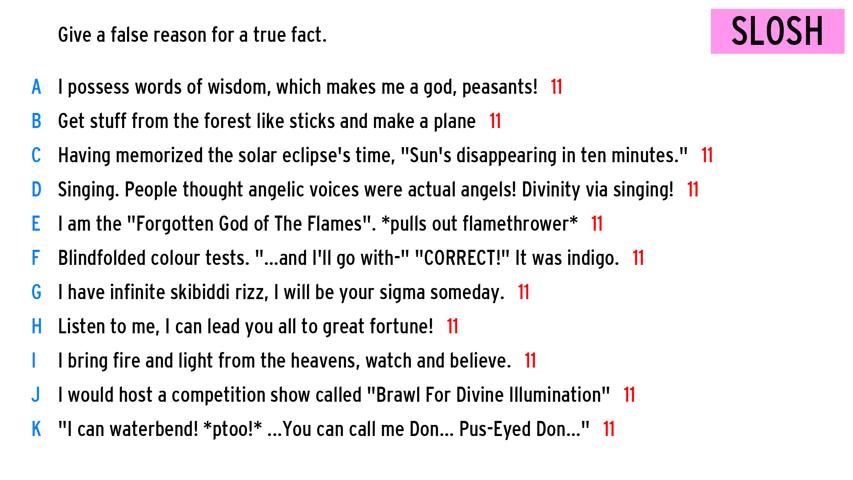 Give a false reason for a true fact.
SLOSH
A I possess words of wisdom, which makes me a god, peasants! 11
B Get stuff from the forest like sticks and make a plane 11
C Having memorized the solar eclipse's time, "Sun's disappearing in ten minutes." 11
D Singing. People thought angelic voices were actual angels! Divinity via singing! 11
E I am the "Forgotten God of The Flames". *pulls out flamethrower* 11
F Blindfolded colour tests. "...and I'll go with-" "CORRECT!" It was indigo. 11
G I have infinite skibiddi rizz, I will be your sigma someday. 11
H Listen to me, I can lead you all to great fortune! 11
I I bring fire and light from the heavens, watch and believe. 11
J I would host a competition show called "Brawl For Divine Illumination" 11
K "I can waterbend! *ptoo!* ...You can call me Don... Pus-Eyed Don..." 11